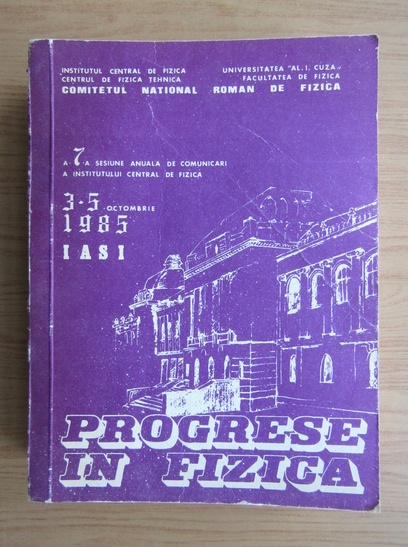 INSTITUTUL CENTRAL DE FIZICA
CENTRUL DE FIZICA TEHNICA
UNIVERSITATEA "AL. I. CUZA„
FACULTATEA DE FIZICA
COMITETUL NATIONAL ROMAN DE FIZICA
A 7-A SESIUNE ANUALA DE COMUNICARI
A INSTITUTULUI CENTRAL DE FIZICA
3-5 OCTOMBRIE
1985
IASI
PROGRESE
IN FIZICA